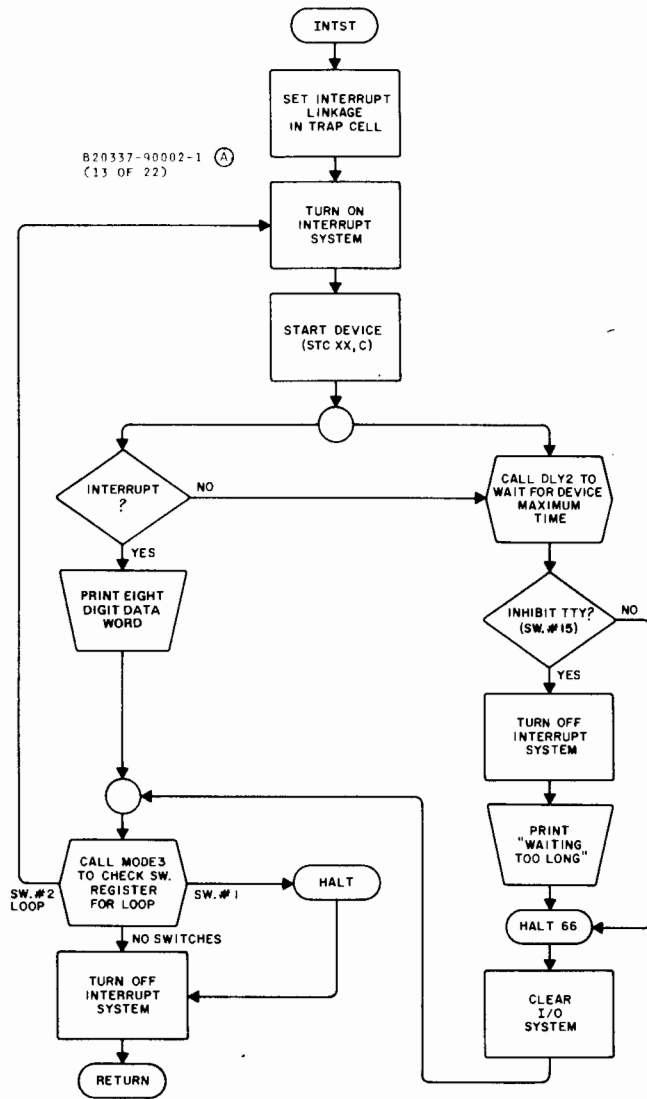 INTST
SET INTERRUPT
LINKAGE
IN TRAP CELL
B20337-90002-1 Ⓐ
(13 OF 22)
TURN ON
INTERRUPT
SYSTEM
START DEVICE
(STC XX, C)
INTERRUPT
?
NO
YES
CALL DLY2 TO
WAIT FOR DEVICE
MAXIMUM
TIME
PRINT EIGHT
DIGIT DATA
WORD
INHIBIT TTY?
(SW. #15)
NO
YES
TURN OFF
INTERRUPT
SYSTEM
PRINT
"WAITING
TOO LONG"
CALL MODE3
TO CHECK SW.
REGISTER
FOR LOOP
SW. #2
LOOP
SW. #1
HALT
NO SWITCHES
HALT 66
TURN OFF
INTERRUPT
SYSTEM
CLEAR
I/O
SYSTEM
RETURN